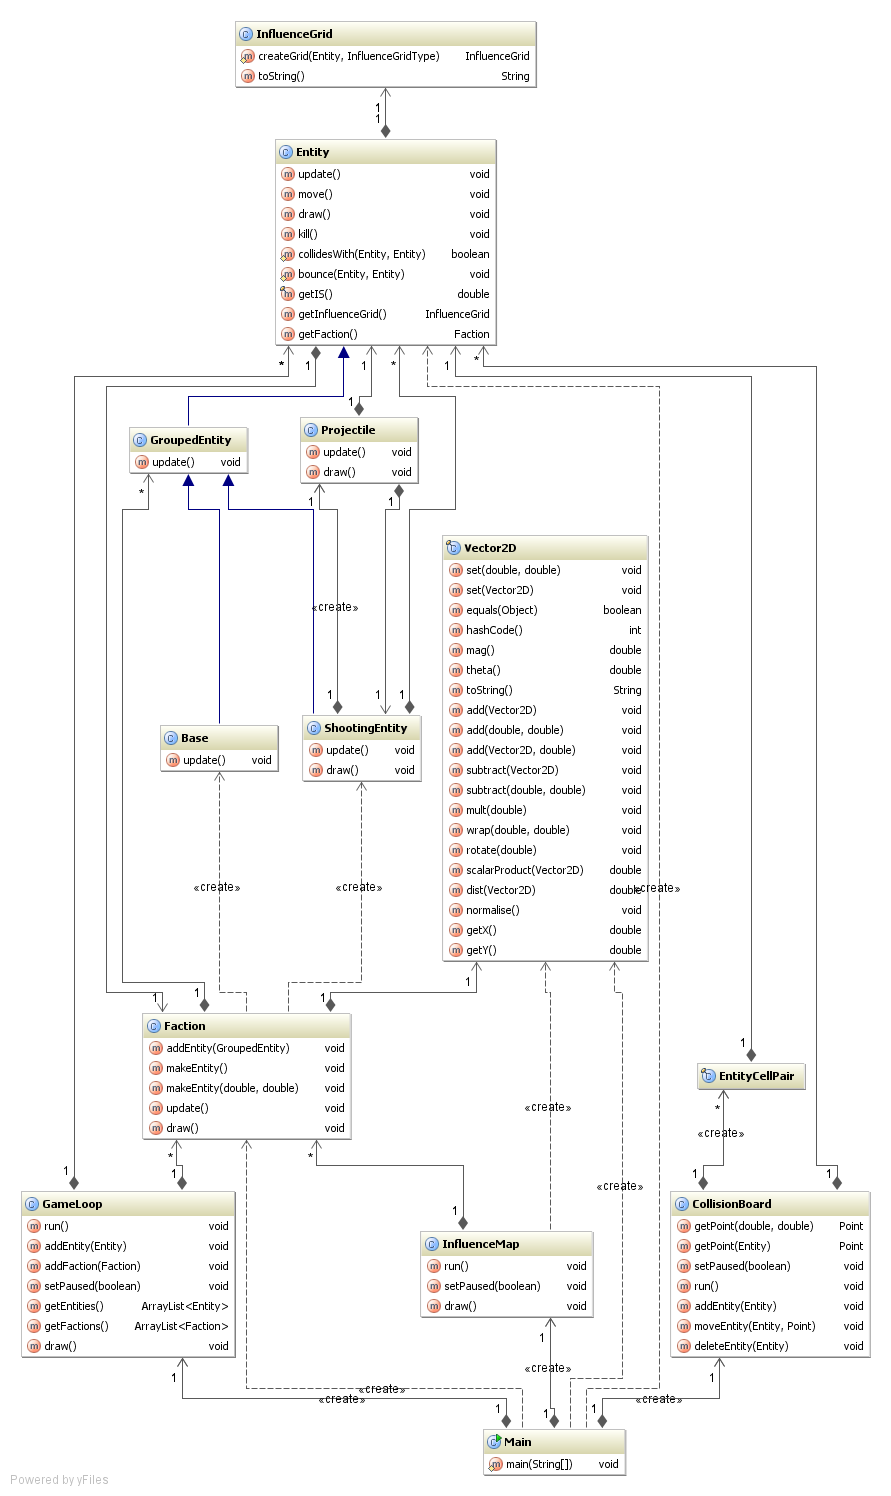 InfluenceGrid
createGrid(Entity, InfluenceGridType) InfluenceGrid
toString() String
1
1
Entity
update() void
move() void
draw() void
kill() void
collidesWith(Entity, Entity) boolean
bounce(Entity, Entity) void
getIS() double
getInfluenceGrid() InfluenceGrid
getFaction() Faction
* 1 1 * 1 *
1
GroupedEntity
update() void
Projectile
update() void
draw() void
* 1 1
«create»
Vector2D
set(double, double) void
set(Vector2D) void
equals(Object) boolean
hashCode() int
mag() double
theta() double
toString() String
add(Vector2D) void
add(double, double) void
add(Vector2D, double) void
subtract(Vector2D) void
subtract(double, double) void
mult(double) void
wrap(double, double) void
rotate(double) void
scalarProduct(Vector2D) double
dist(Vector2D) double
normalise() void
getX() double
getY() double
1 1 1
Base
update() void
ShootingEntity
update() void
draw() void
«create» «create» «create»
1
1 1 1
Faction
addEntity(GroupedEntity) void
makeEntity() void
makeEntity(double, double) void
update() void
draw() void
1
EntityCellPair
*
«create»
«create»
* *
1 1 1 1
«create»
1
GameLoop
run() void
addEntity(Entity) void
addFaction(Faction) void
setPaused(boolean) void
getEntities() ArrayList<Entity>
getFactions() ArrayList<Faction>
draw() void
InfluenceMap
run() void
setPaused(boolean) void
draw() void
CollisionBoard
getPoint(double, double) Point
getPoint(Entity) Point
setPaused(boolean) void
run() void
addEntity(Entity) void
moveEntity(Entity, Point) void
deleteEntity(Entity) void
1 1 1
«create»
«create»
«create» «create»
1 1 1
Main
main(String[]) void
Powered by yFiles